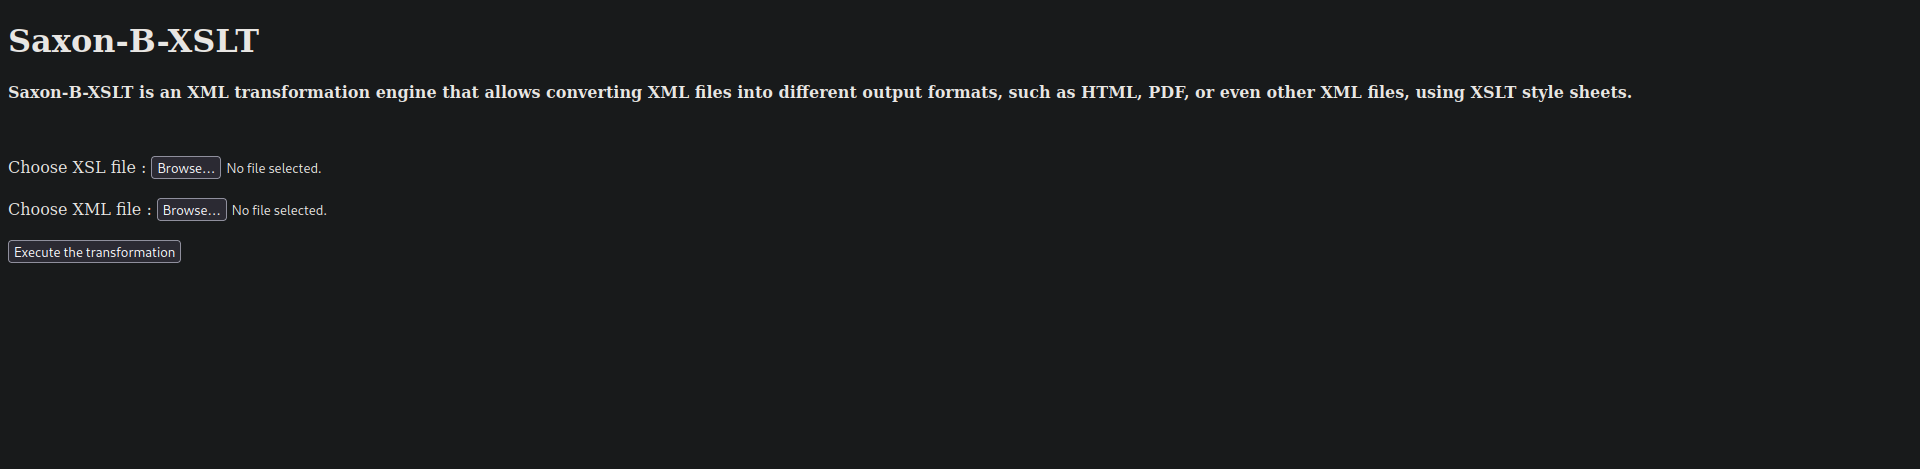 Saxon-B-XSLT
Saxon-B-XSLT is an XML transformation engine that allows converting XML files into different output formats, such as HTML, PDF, or even other XML files, using XSLT style sheets.
Choose XSL file : Browse... No file selected.
Choose XML file : Browse... No file selected.
Execute the transformation